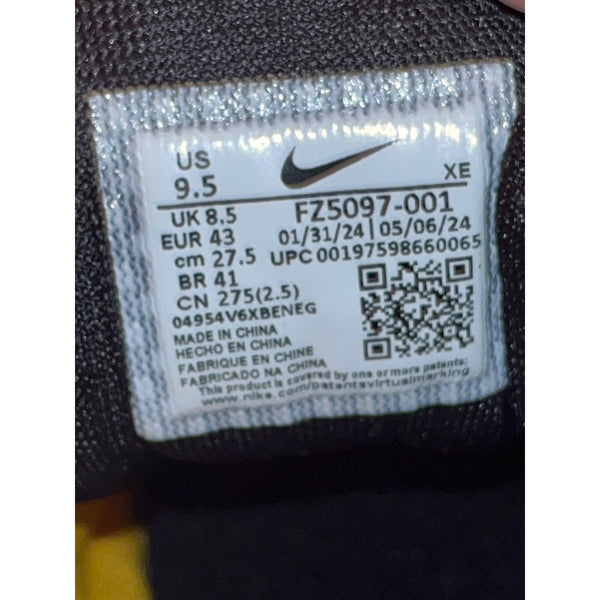 US
9.5
XE
UK 8.5
FZ5097-001
EUR 43
01/31/24 | 05/06/24
cm 27.5
UPC 00197598660065
BR 41
CN 275(2.5)
04954V6XBENEG
MADE IN CHINA
HECHO EN CHINA
FABRIQUE EN CHINE
FABRICADO NA CHINA
This product is covered by one or more patents:
www.nike.com/patentsvirtualmarking